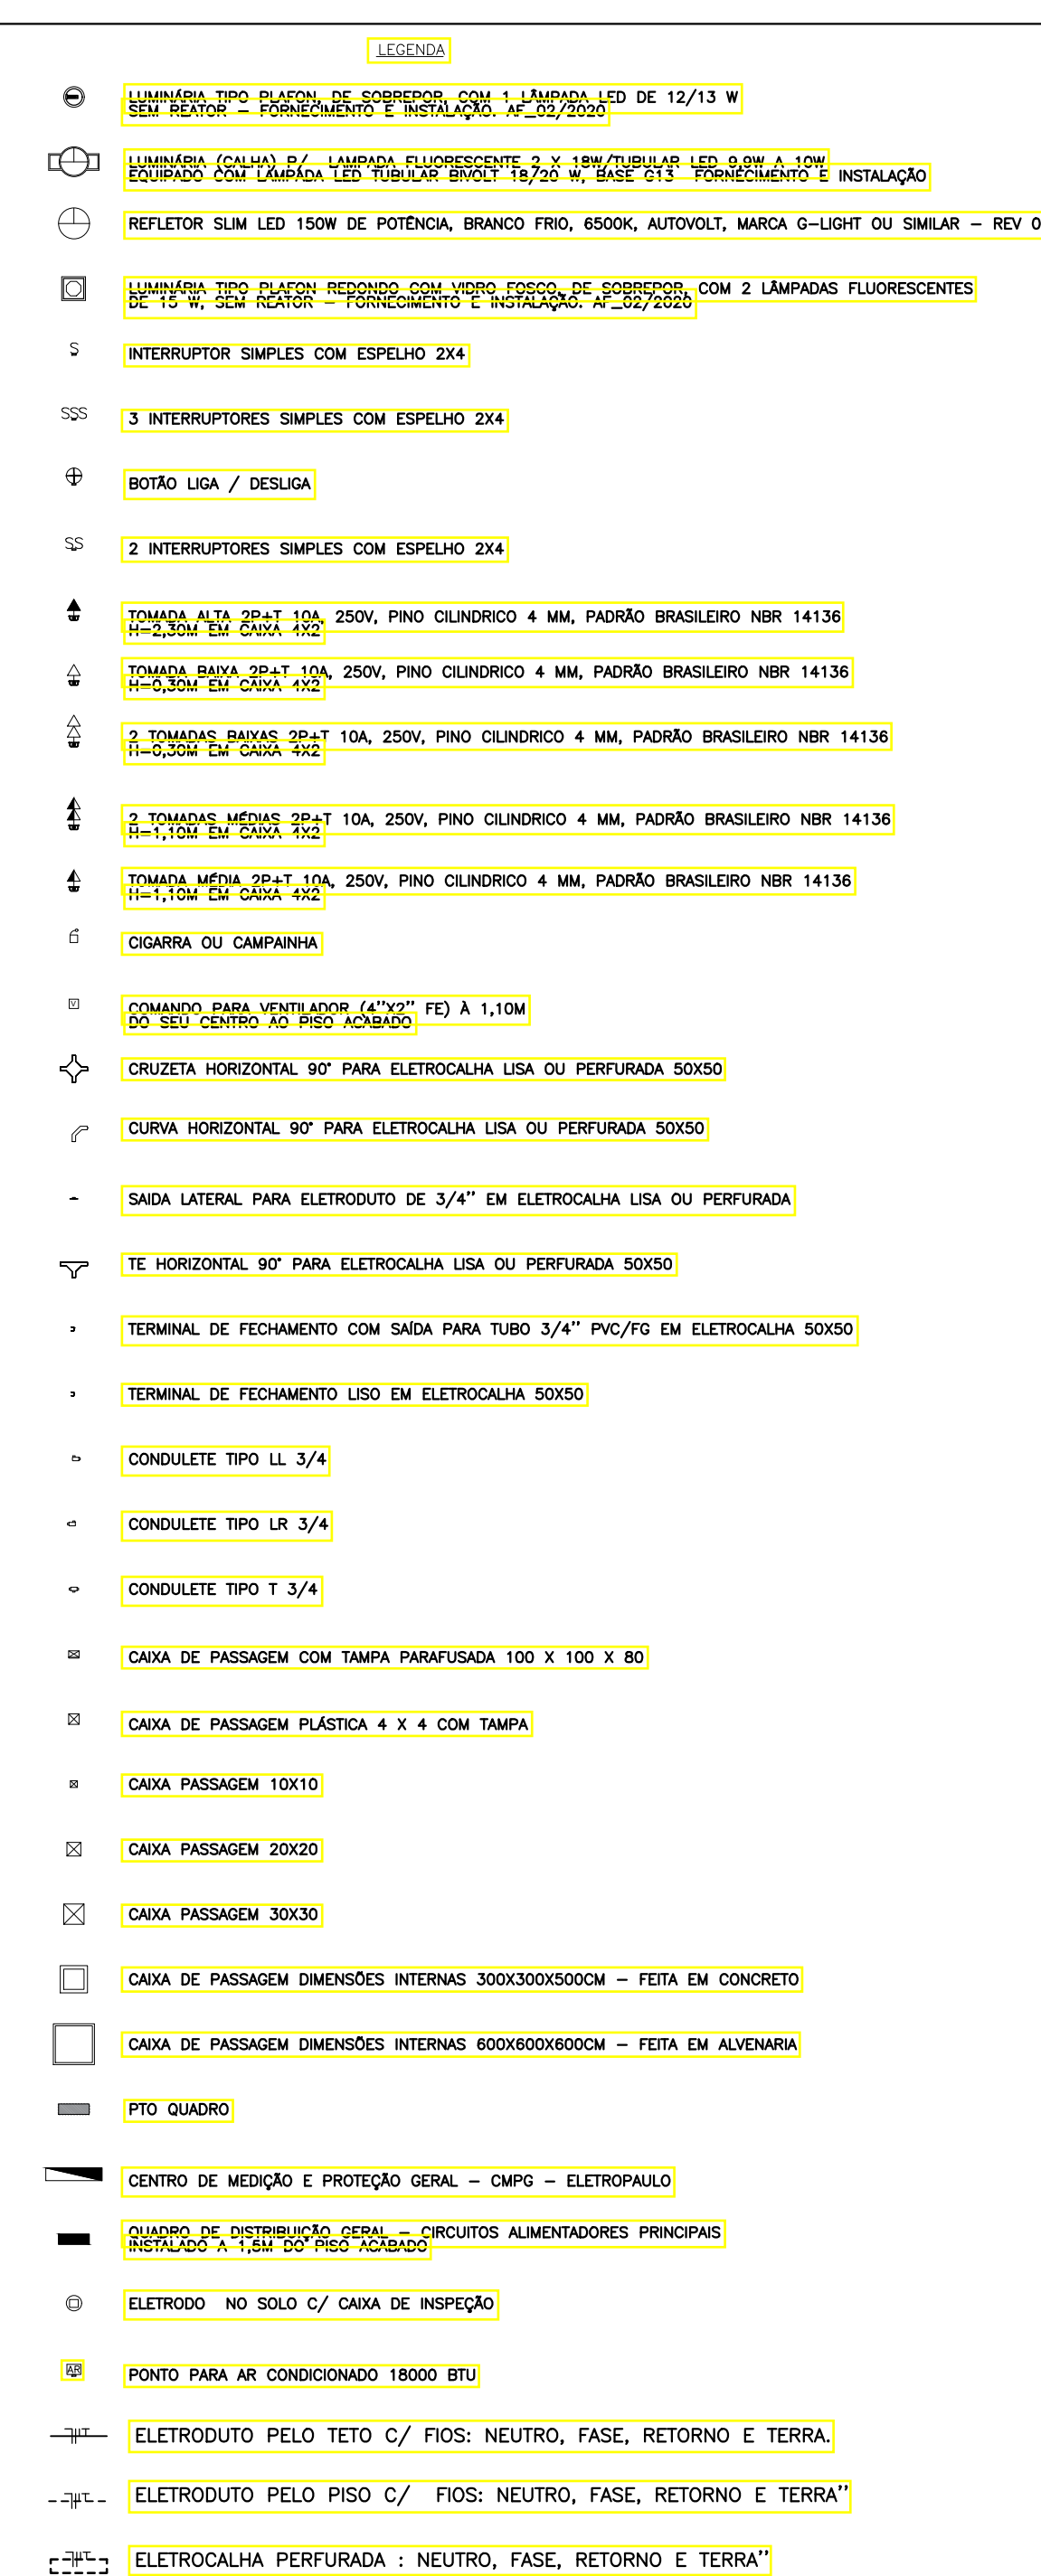 LEGENDA
LUMINÁRIA TIPO PLAFON, DE SOBREPOR, COM 1 LÂMPADA LED DE 12/13 W
SEM REATOR – FORNECIMENTO E INSTALAÇÃO. AF_02/2020
LUMINÁRIA (CALHA) P/ LAMPADA FLUORESCENTE 2 X 18W/TUBULAR LED 9,9W A 10W
EQUIPADO COM LÂMPADA LED TUBULAR BIVOLT 18/20 W, BASE G13 FORNECIMENTO E INSTALAÇÃO
REFLETOR SLIM LED 150W DE POTÊNCIA, BRANCO FRIO, 6500K, AUTOVOLT, MARCA G-LIGHT OU SIMILAR – REV 0
LUMINÁRIA TIPO PLAFON REDONDO COM VIDRO FOSCO, DE SOBREPOR, COM 2 LÂMPADAS FLUORESCENTES
DE 15 W, SEM REATOR – FORNECIMENTO E INSTALAÇÃO. AF_02/2020
S INTERRUPTOR SIMPLES COM ESPELHO 2X4
SSS 3 INTERRUPTORES SIMPLES COM ESPELHO 2X4
BOTÃO LIGA / DESLIGA
SS 2 INTERRUPTORES SIMPLES COM ESPELHO 2X4
TOMADA ALTA 2P+T 10A, 250V, PINO CILINDRICO 4 MM, PADRÃO BRASILEIRO NBR 14136
H=2,30M EM CAIXA 4X2
TOMADA BAIXA 2P+T 10A, 250V, PINO CILINDRICO 4 MM, PADRÃO BRASILEIRO NBR 14136
H=0,30M EM CAIXA 4X2
2 TOMADAS BAIXAS 2P+T 10A, 250V, PINO CILINDRICO 4 MM, PADRÃO BRASILEIRO NBR 14136
H=0,30M EM CAIXA 4X2
2 TOMADAS MÉDIAS 2P+T 10A, 250V, PINO CILINDRICO 4 MM, PADRÃO BRASILEIRO NBR 14136
H=1,10M EM CAIXA 4X2
TOMADA MÉDIA 2P+T 10A, 250V, PINO CILINDRICO 4 MM, PADRÃO BRASILEIRO NBR 14136
H=1,10M EM CAIXA 4X2
CIGARRA OU CAMPAINHA
V COMANDO PARA VENTILADOR (4"X2" FE) À 1,10M
DO SEU CENTRO AO PISO ACABADO
CRUZETA HORIZONTAL 90° PARA ELETROCALHA LISA OU PERFURADA 50X50
CURVA HORIZONTAL 90° PARA ELETROCALHA LISA OU PERFURADA 50X50
SAIDA LATERAL PARA ELETRODUTO DE 3/4" EM ELETROCALHA LISA OU PERFURADA
TE HORIZONTAL 90° PARA ELETROCALHA LISA OU PERFURADA 50X50
TERMINAL DE FECHAMENTO COM SAÍDA PARA TUBO 3/4" PVC/FG EM ELETROCALHA 50X50
TERMINAL DE FECHAMENTO LISO EM ELETROCALHA 50X50
CONDULETE TIPO LL 3/4
CONDULETE TIPO LR 3/4
CONDULETE TIPO T 3/4
CAIXA DE PASSAGEM COM TAMPA PARAFUSADA 100 X 100 X 80
CAIXA DE PASSAGEM PLÁSTICA 4 X 4 COM TAMPA
CAIXA PASSAGEM 10X10
CAIXA PASSAGEM 20X20
CAIXA PASSAGEM 30X30
CAIXA DE PASSAGEM DIMENSÕES INTERNAS 300X300X500CM – FEITA EM CONCRETO
CAIXA DE PASSAGEM DIMENSÕES INTERNAS 600X600X600CM – FEITA EM ALVENARIA
PTO QUADRO
CENTRO DE MEDIÇÃO E PROTEÇÃO GERAL – CMPG – ELETROPAULO
QUADRO DE DISTRIBUIÇÃO GERAL – CIRCUITOS ALIMENTADORES PRINCIPAIS
INSTALADO A 1,5M DO PISO ACABADO
ELETRODO NO SOLO C/ CAIXA DE INSPEÇÃO
AR PONTO PARA AR CONDICIONADO 18000 BTU
ELETRODUTO PELO TETO C/ FIOS: NEUTRO, FASE, RETORNO E TERRA.
ELETRODUTO PELO PISO C/ FIOS: NEUTRO, FASE, RETORNO E TERRA"
ELETROCALHA PERFURADA : NEUTRO, FASE, RETORNO E TERRA"